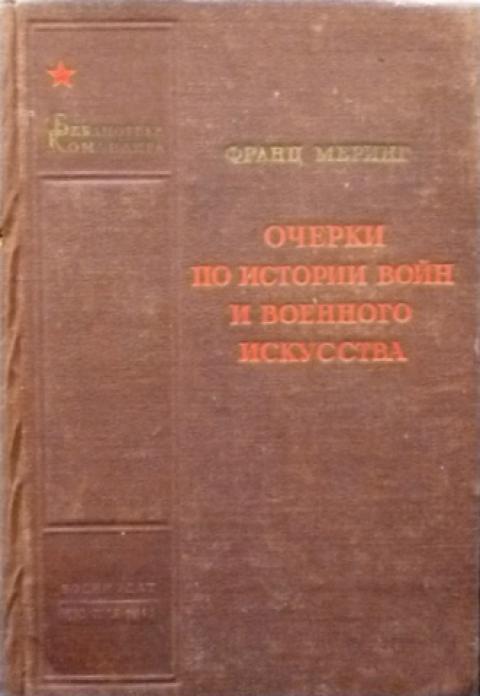 Библиотека
Командира
ФРАНЦ МЕРИНГ
ОЧЕРКИ
ПО ИСТОРИИ ВОЙН
И ВОЕННОГО
ИСКУССТВА
ВОЕНИЗДАТ